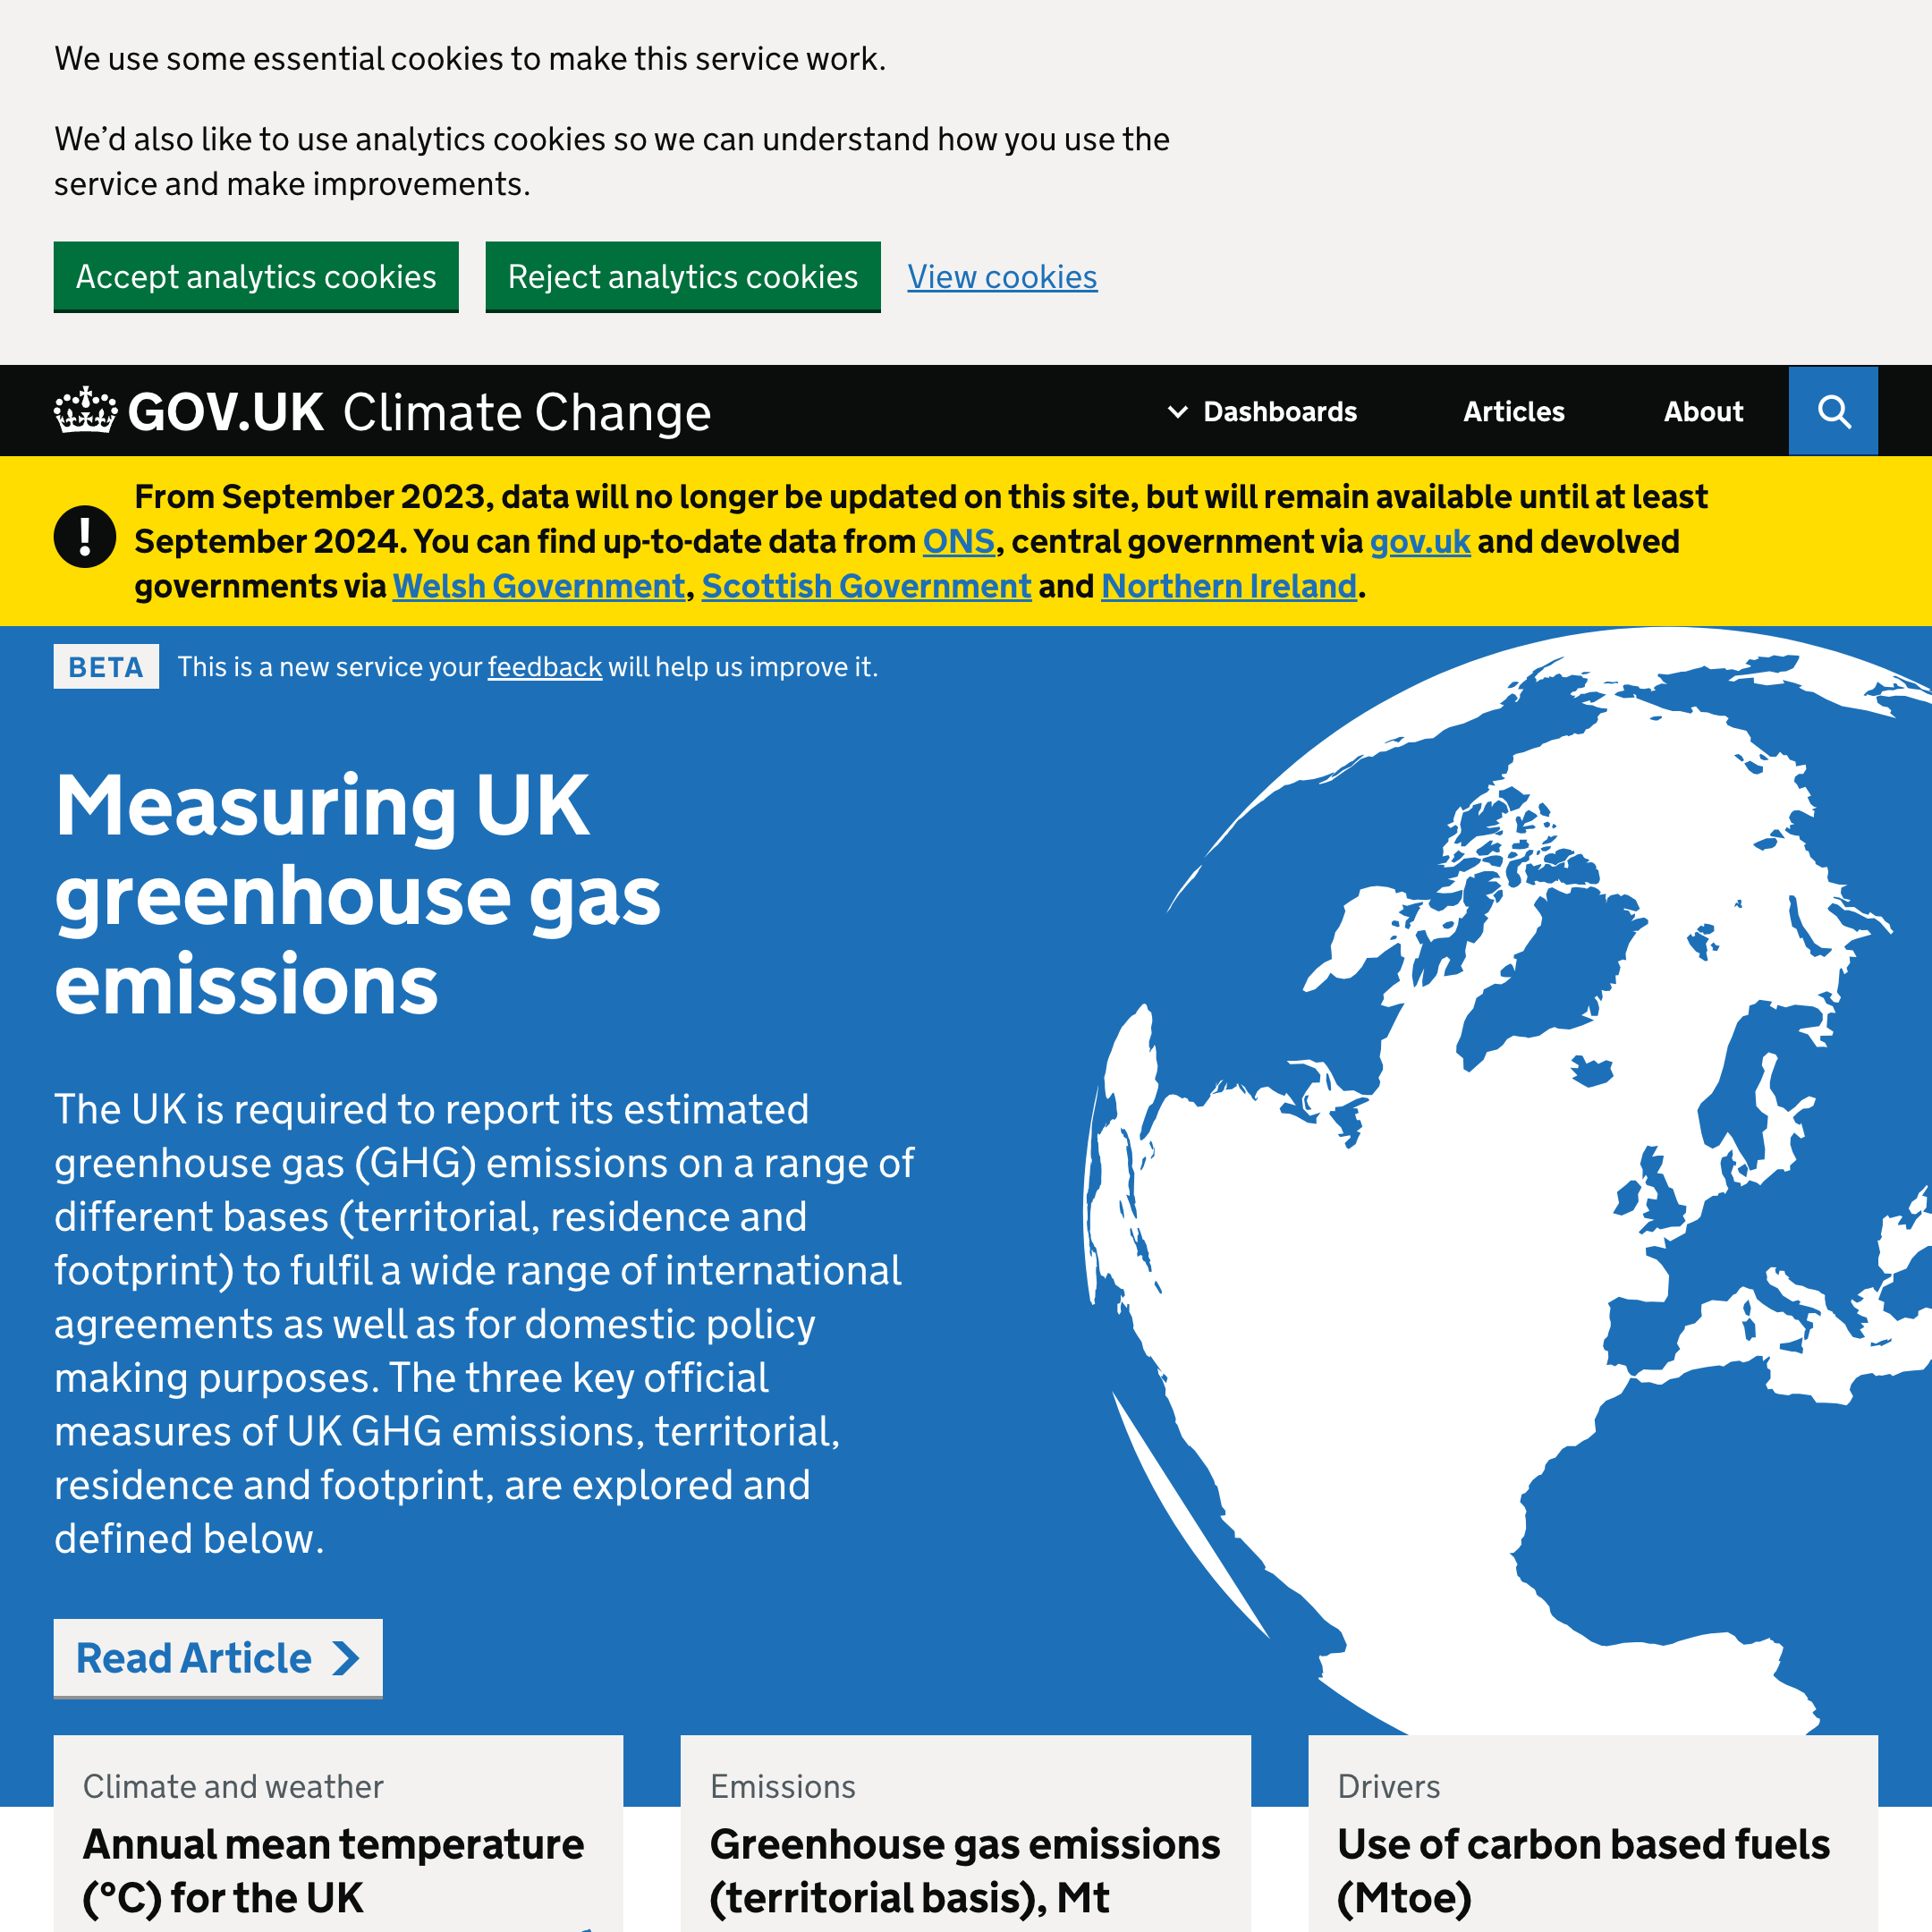 We use some essential cookies to make this service work.
We’d also like to use analytics cookies so we can understand how you use the
service and make improvements.
Accept analytics cookies
Reject analytics cookies
View cookies
GOV.UK Climate Change
Dashboards
Articles
About
From September 2023, data will no longer be updated on this site, but will remain available until at least
September 2024. You can find up-to-date data from ONS, central government via gov.uk and devolved
governments via Welsh Government, Scottish Government and Northern Ireland.
BETA
This is a new service your feedback will help us improve it.
Measuring UK
greenhouse gas
emissions
The UK is required to report its estimated
greenhouse gas (GHG) emissions on a range of
different bases (territorial, residence and
footprint) to fulfil a wide range of international
agreements as well as for domestic policy
making purposes. The three key official
measures of UK GHG emissions, territorial,
residence and footprint, are explored and
defined below.
Read Article
Climate and weather
Annual mean temperature
(°C) for the UK
Emissions
Greenhouse gas emissions
(territorial basis), Mt
Drivers
Use of carbon based fuels
(Mtoe)